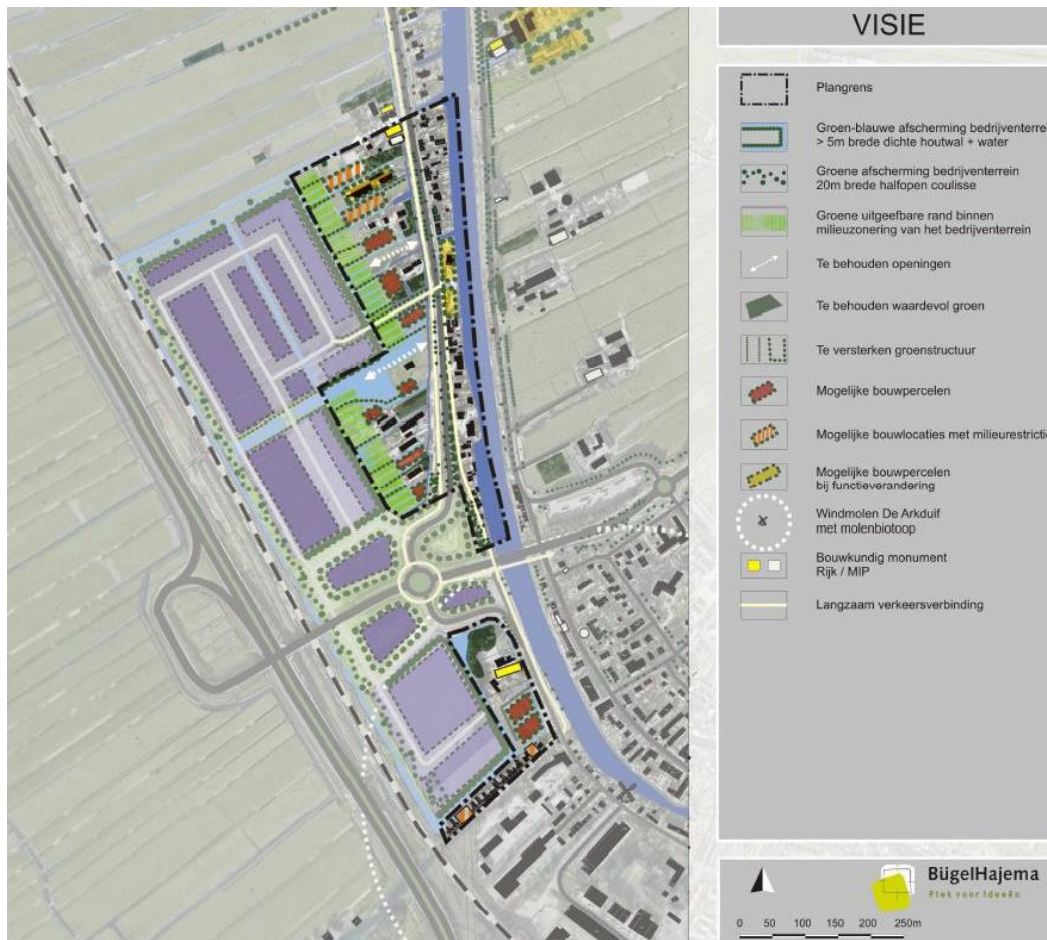 VISIE
Plangrens
Groen-blauwe afscherming bedrijventerre
> 5m brede dichte houtwal + water
Groene afscherming bedrijventerrein
20m brede halfopen coulisse
Groene uitgeefbare rand binnen
milieuzonering van het bedrijventerrein
Te behouden openingen
Te behouden waardevol groen
Te versterken groenstructuur
Mogelijke bouwpercelen
Mogelijke bouwlocaties met milieurestrictie
Mogelijke bouwpercelen
bij functieverandering
Windmolen De Arkduif
met molenbiotoop
Bouwkundig monument
Rijk / MIP
Langzaam verkeersverbinding
BügelHajema
Plek voor ideeën
0 50 100 150 200 250m